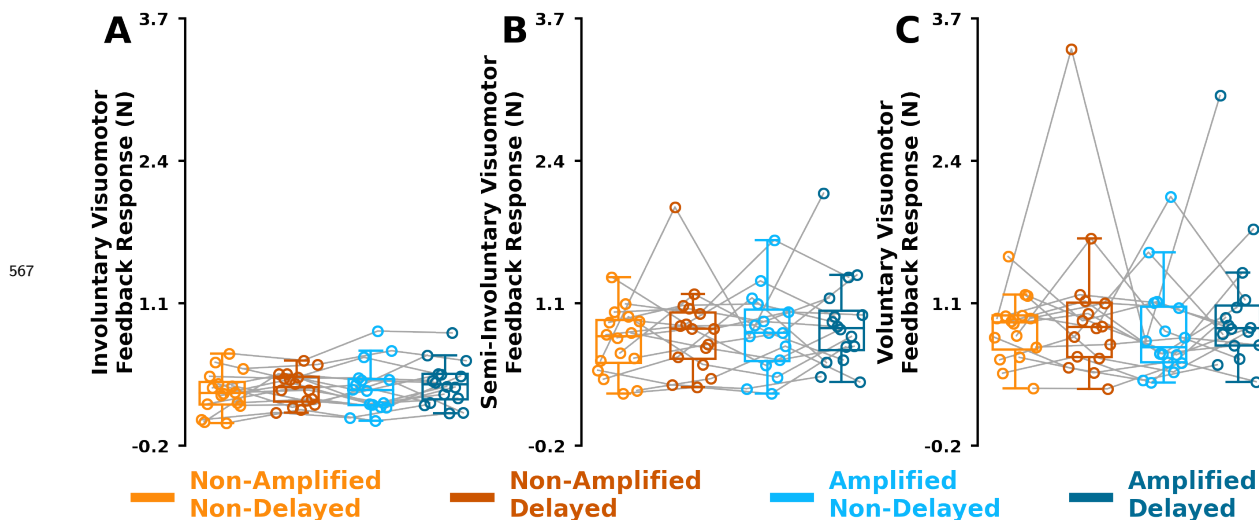 A
Involuntary Visuomotor
Feedback Response (N)
3.7
2.4
1.1
-0.2
B
Semi-Involuntary Visuomotor
Feedback Response (N)
3.7
2.4
1.1
-0.2
C
Voluntary Visuomotor
Feedback Response (N)
3.7
2.4
1.1
-0.2
567
Non-Amplified
Non-Delayed
Non-Amplified
Delayed
Amplified
Non-Delayed
Amplified
Delayed